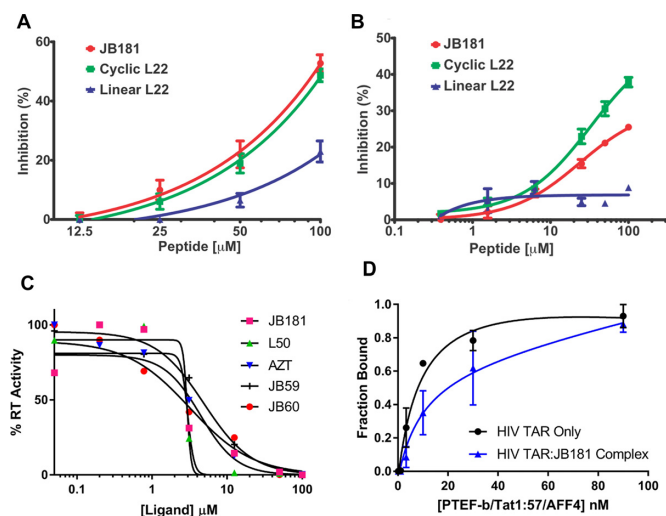 A
JB181
Cyclic L22
Linear L22
Inhibition (%)
60
40
20
0
12.5
25
50
100
Peptide [μM]
B
JB181
Cyclic L22
Linear L22
Inhibition (%)
50
40
30
20
10
0
0.1
1
10
100
Peptide [μM]
C
JB181
L50
AZT
JB59
JB60
% RT Activity
100
50
0
0.1
1
10
100
[Ligand] μM
D
Fraction Bound
1.0
0.8
0.6
0.4
0.2
0.0
0
20
40
60
80
100
HIV TAR Only
HIV TAR:JB181 Complex
[PTEF-b/Tat1:57/AFF4] nM